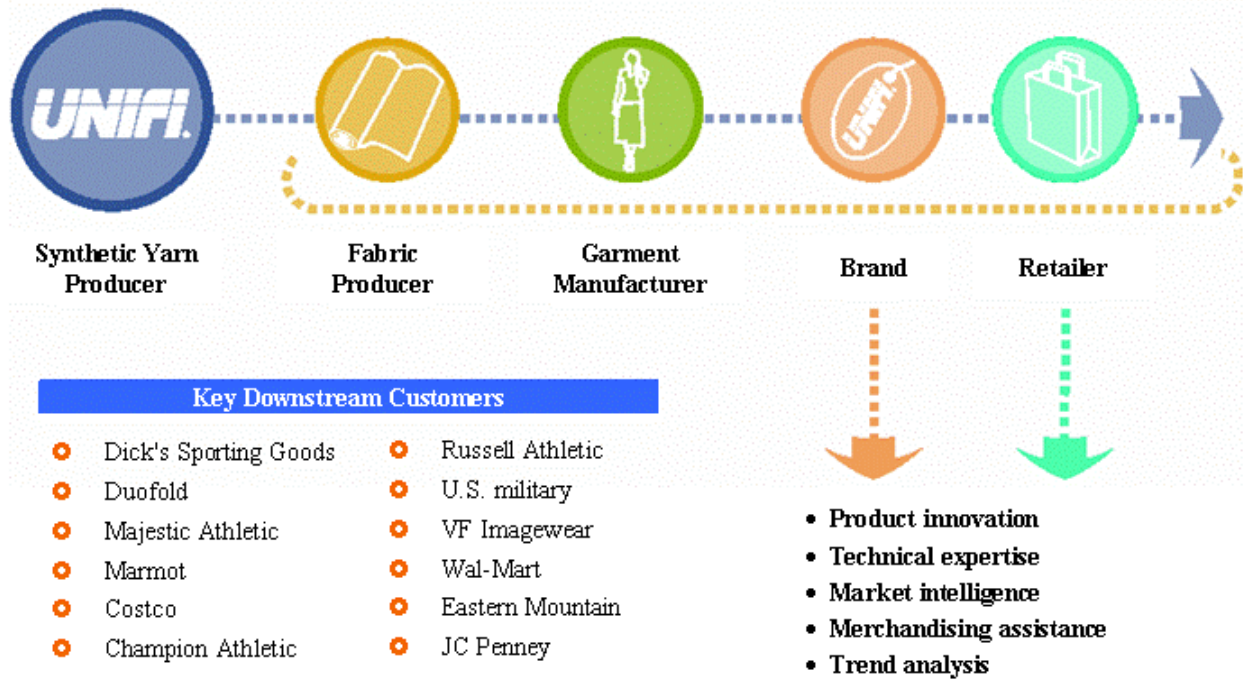 UNIFI.
UNIFI.
Synthetic Yarn
Producer
Fabric
Producer
Garment
Manufacturer
Brand
Retailer
Key Downstream Customers
Dick's Sporting Goods
Duofold
Majestic Athletic
Marmot
Costco
Champion Athletic
Russell Athletic
U.S. military
VF Imagewear
Wal-Mart
Eastern Mountain
JC Penney
• Product innovation
• Technical expertise
• Market intelligence
• Merchandising assistance
• Trend analysis